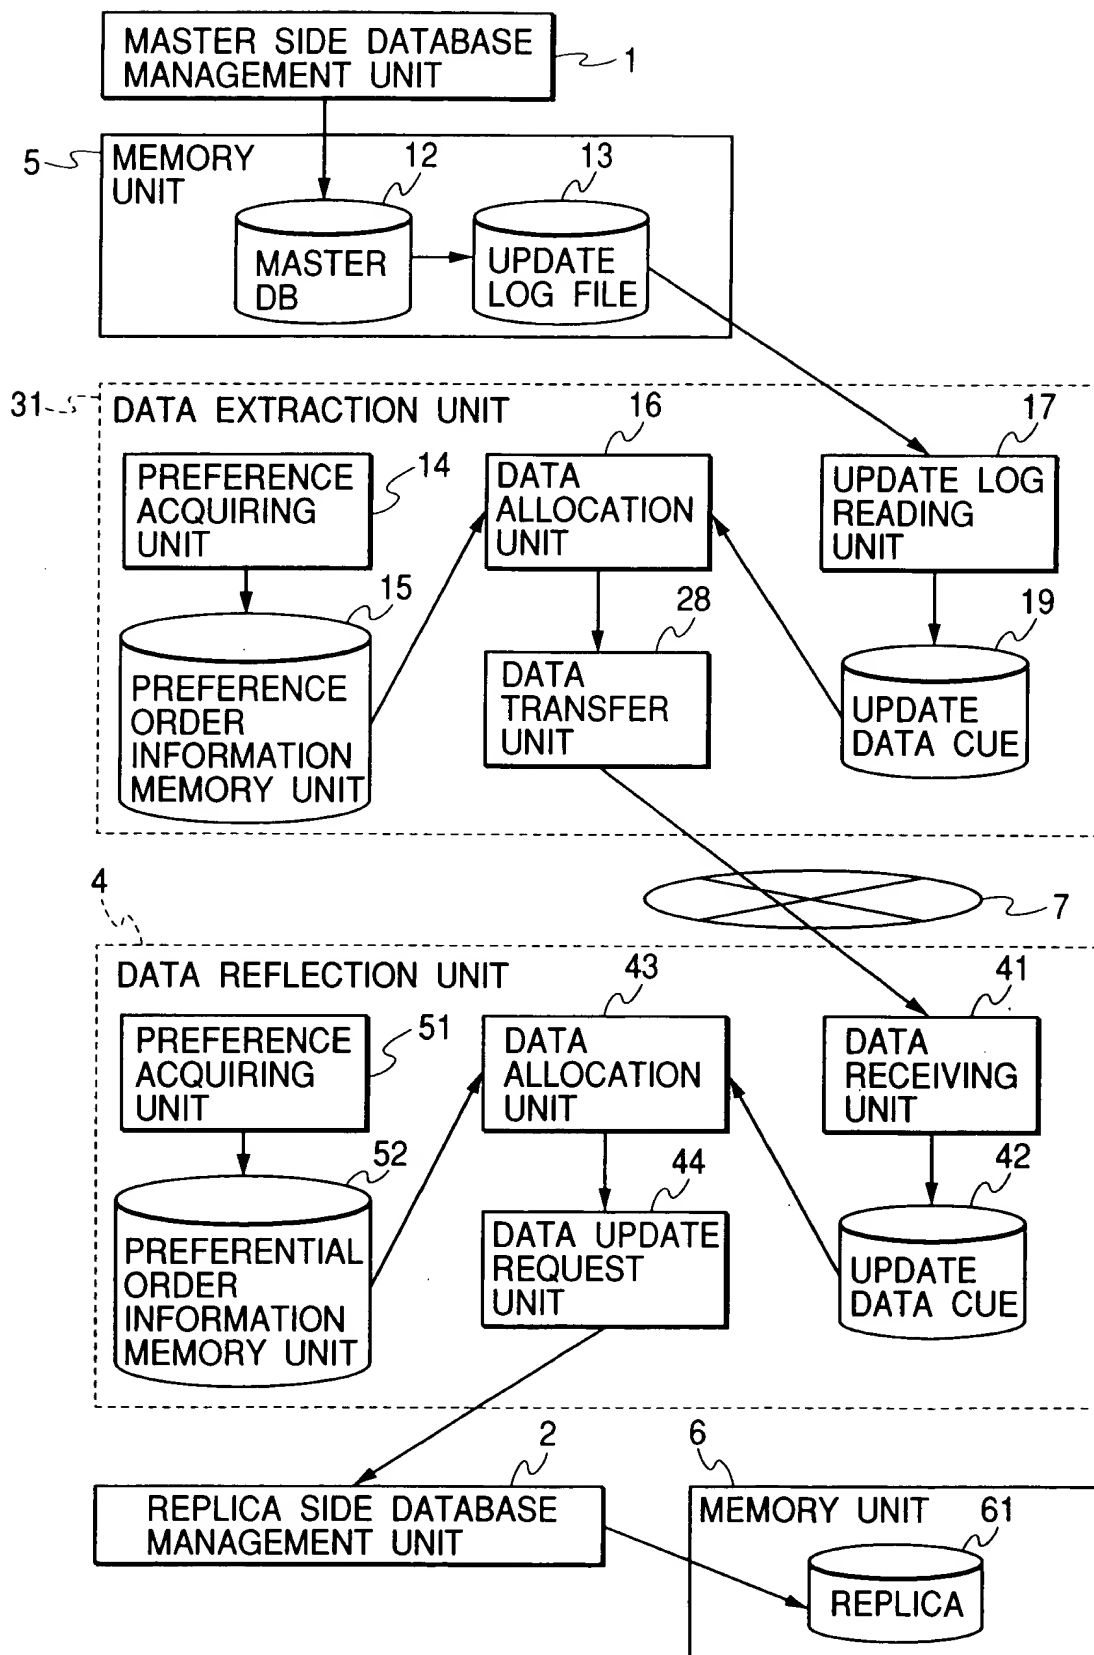 MASTER SIDE DATABASE
MANAGEMENT UNIT
1
5
MEMORY
UNIT
12
13
MASTER
DB
UPDATE
LOG FILE
31
DATA EXTRACTION UNIT
16
17
PREFERENCE
ACQUIRING
UNIT
14
DATA
ALLOCATION
UNIT
UPDATE LOG
READING
UNIT
15
28
19
PREFERENCE
ORDER
INFORMATION
MEMORY UNIT
DATA
TRANSFER
UNIT
UPDATE
DATA CUE
4
7
DATA REFLECTION UNIT
43
41
PREFERENCE
ACQUIRING
UNIT
51
DATA
ALLOCATION
UNIT
DATA
RECEIVING
UNIT
52
44
42
PREFERENTIAL
ORDER
INFORMATION
MEMORY UNIT
DATA UPDATE
REQUEST
UNIT
UPDATE
DATA CUE
2
6
REPLICA SIDE DATABASE
MANAGEMENT UNIT
MEMORY UNIT
61
REPLICA